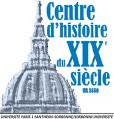 Centre
d'histoire
du XIXe
siècle
EA 3550
UNIVERSITÉ PARIS 1 PANTHÉON-SORBONNE/SORBONNE UNIVERSITÉ